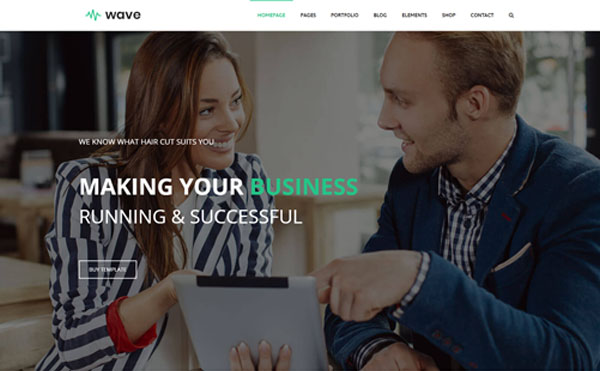 wave
HOMEPAGE PAGES PORTFOLIO BLOG ELEMENTS SHOP CONTACT
WE KNOW WHAT HAIR CUT SUITS YOU
MAKING YOUR BUSINESS
RUNNING & SUCCESSFUL
BUY TEMPLATE